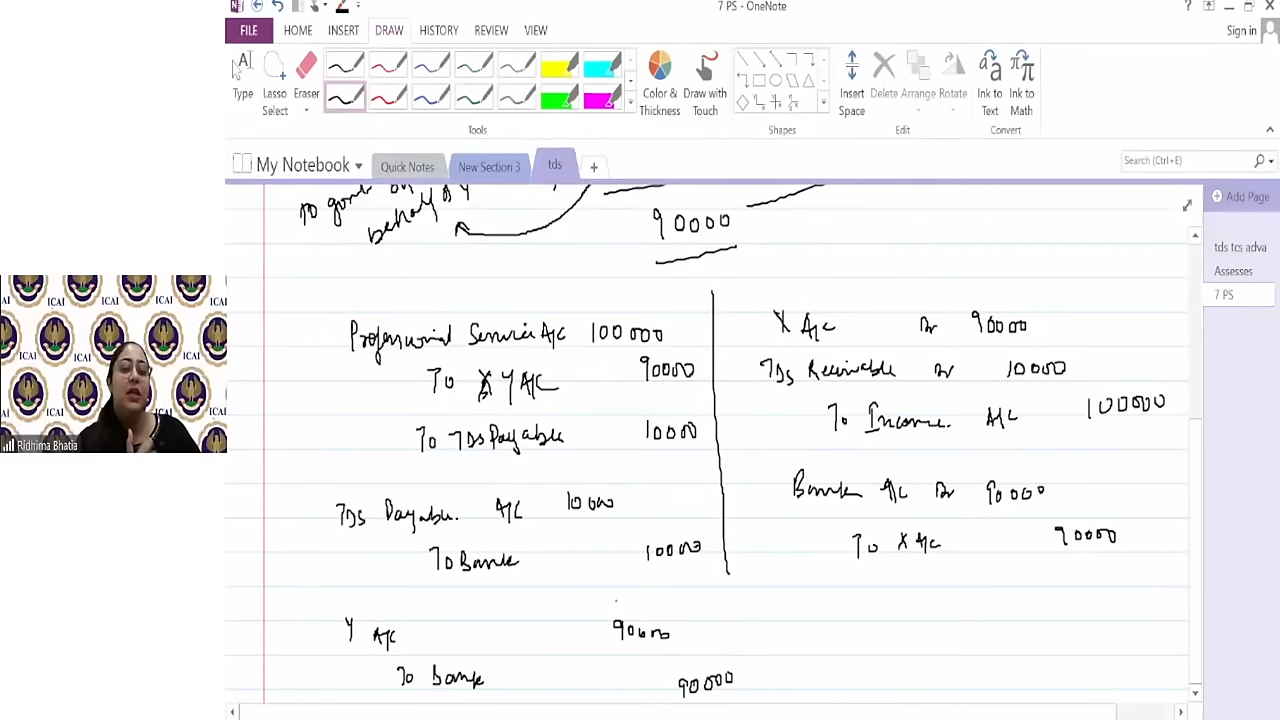 7 PS - OneNote
Sign in
FILE HOME INSERT DRAW HISTORY REVIEW VIEW
Type
Lasso Select
Eraser
Color & Thickness
Draw with Touch
Insert Space
Delete
Arrange
Rotate
Ink to Text
Ink to Math
Tools
Shapes
Edit
Convert
My Notebook
Quick Notes
New Section 3
tds
Search (Ctrl+E)
Add Page
tds tcs adva
Assesses
7 PS
To govt on
behalf of Y
90000
Professional Service A/C 100000
To Y A/C 90000
To TDS Payable 10000
TDS Payable. A/C 10000
To Bank 10000
Y A/C 90000
To Bank 90000
X A/C Dr 90000
TDS Receivable Dr 10000
To Income. A/C 100000
Bank A/C Dr 90000
To X A/C 90000
ICAI
Ridhima Bhatia